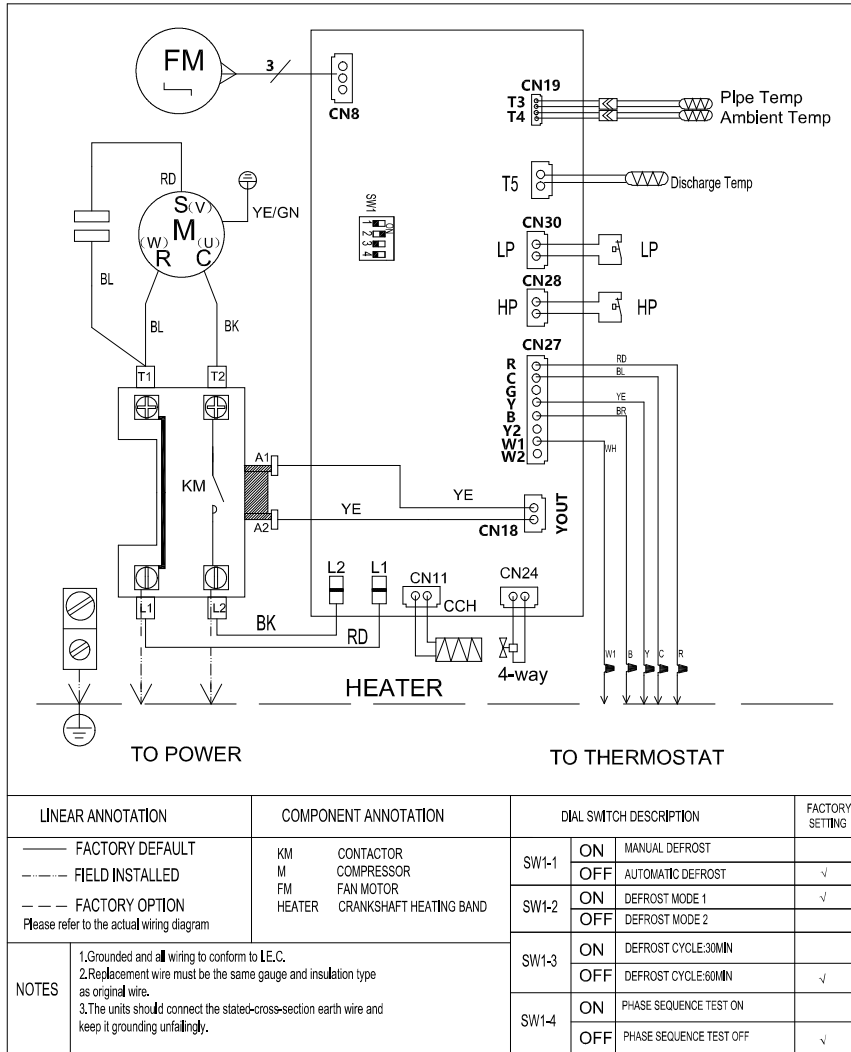 FM
3
CN8
CN19
T3
T4
PIpe Temp
Ambient Temp
T5
Discharge Temp
RD
YE/GN
S(V)
M
(W) (U)
R C
BL
BL
BK
SW1
ON
1
2
3
4
CN30
LP
LP
CN28
HP
HP
CN27
R
C
G
Y
B
Y2
W1
W2
RD
BL
YE
BR
WH
T1
T2
KM
A1
A2
YE
YE
CN18
YOUT
L1
L2
L2
L1
BK
RD
CN11
CCH
CN24
4-way
HEATER
W1
B
Y
C
R
TO POWER
TO THERMOSTAT
LINEAR ANNOTATION
FACTORY DEFAULT
FIELD INSTALLED
FACTORY OPTION
Please refer to the actual wiring diagram
COMPONENT ANNOTATION
KM CONTACTOR
M COMPRESSOR
FM FAN MOTOR
HEATER CRANKSHAFT HEATING BAND
DIAL SWITCH DESCRIPTION
FACTORY
SETTING
SW1-1
ON MANUAL DEFROST
OFF AUTOMATIC DEFROST √
SW1-2
ON DEFROST MODE 1 √
OFF DEFROST MODE 2
SW1-3
ON DEFROST CYCLE:30MIN
OFF DEFROST CYCLE:60MIN √
SW1-4
ON PHASE SEQUENCE TEST ON
OFF PHASE SEQUENCE TEST OFF √
NOTES
1.Grounded and all wiring to conform to I.E.C.
2.Replacement wire must be the same gauge and insulation type
as original wire.
3.The units should connect the stated-cross-section earth wire and
keep it grounding unfailingly.